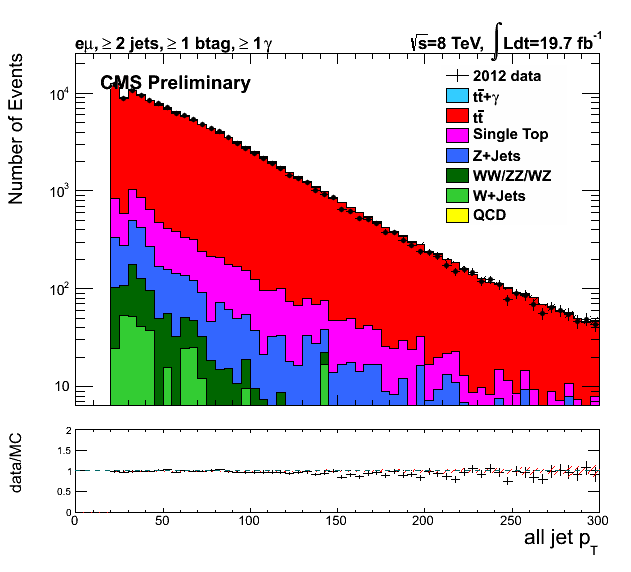 eμ, ≥ 2 jets, ≥ 1 btag, ≥ 1γ
√s=8 TeV, ∫Ldt=19.7 fb⁻¹
CMS Preliminary
2012 data
tt̄+γ
tt̄
Single Top
Z+Jets
WW/ZZ/WZ
W+Jets
QCD
Number of Events
10⁴
10³
10²
10
data/MC
2
1.5
1
0.5
0
0 50 100 150 200 250 300
all jet p_T